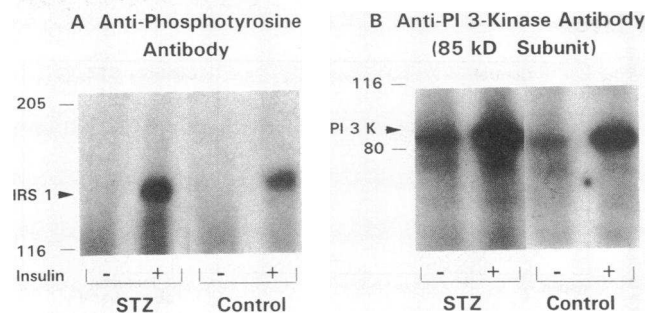 A Anti-Phosphotyrosine
Antibody
205
IRS 1
116
Insulin - + - +
STZ Control
B Anti-PI 3-Kinase Antibody
(85 kD Subunit)
116
PI 3 K
80
- + - +
STZ Control